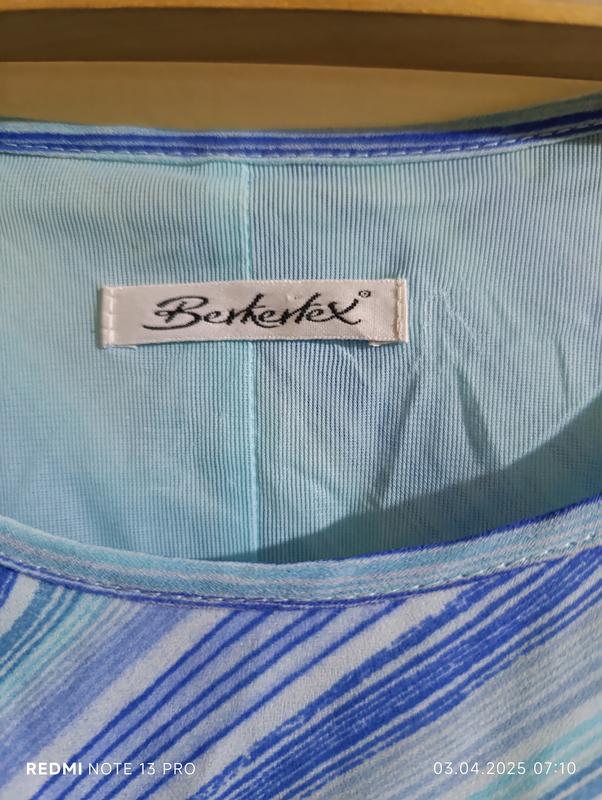 Berkertex®
REDMI NOTE 13 PRO
03.04.2025 07:10